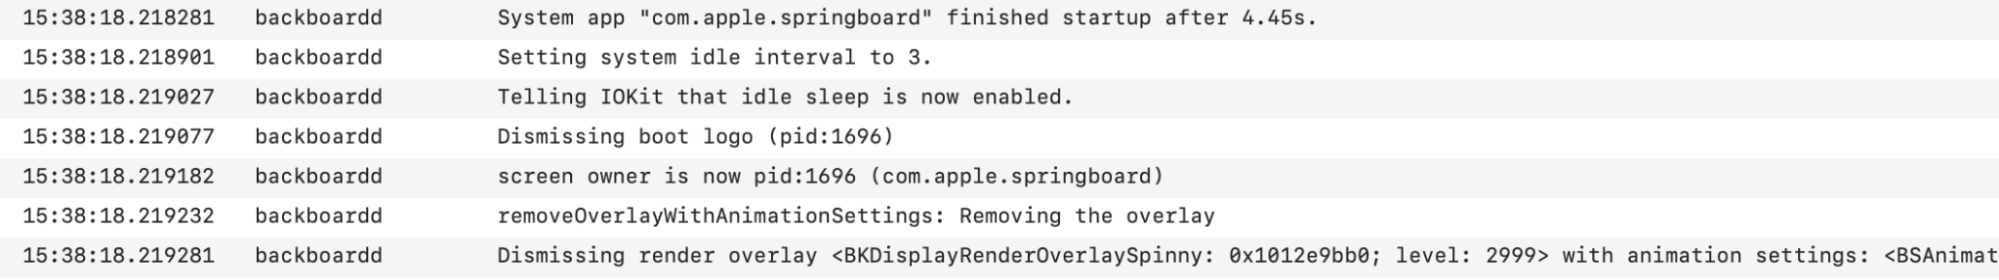 15:38:18.218281 backboardd System app "com.apple.springboard" finished startup after 4.45s.
15:38:18.218901 backboardd Setting system idle interval to 3.
15:38:18.219027 backboardd Telling IOKit that idle sleep is now enabled.
15:38:18.219077 backboardd Dismissing boot logo (pid:1696)
15:38:18.219182 backboardd screen owner is now pid:1696 (com.apple.springboard)
15:38:18.219232 backboardd removeOverlayWithAnimationSettings: Removing the overlay
15:38:18.219281 backboardd Dismissing render overlay <BKDisplayRenderOverlaySpinny: 0x1012e9bb0; level: 2999> with animation settings: <BSAnimat